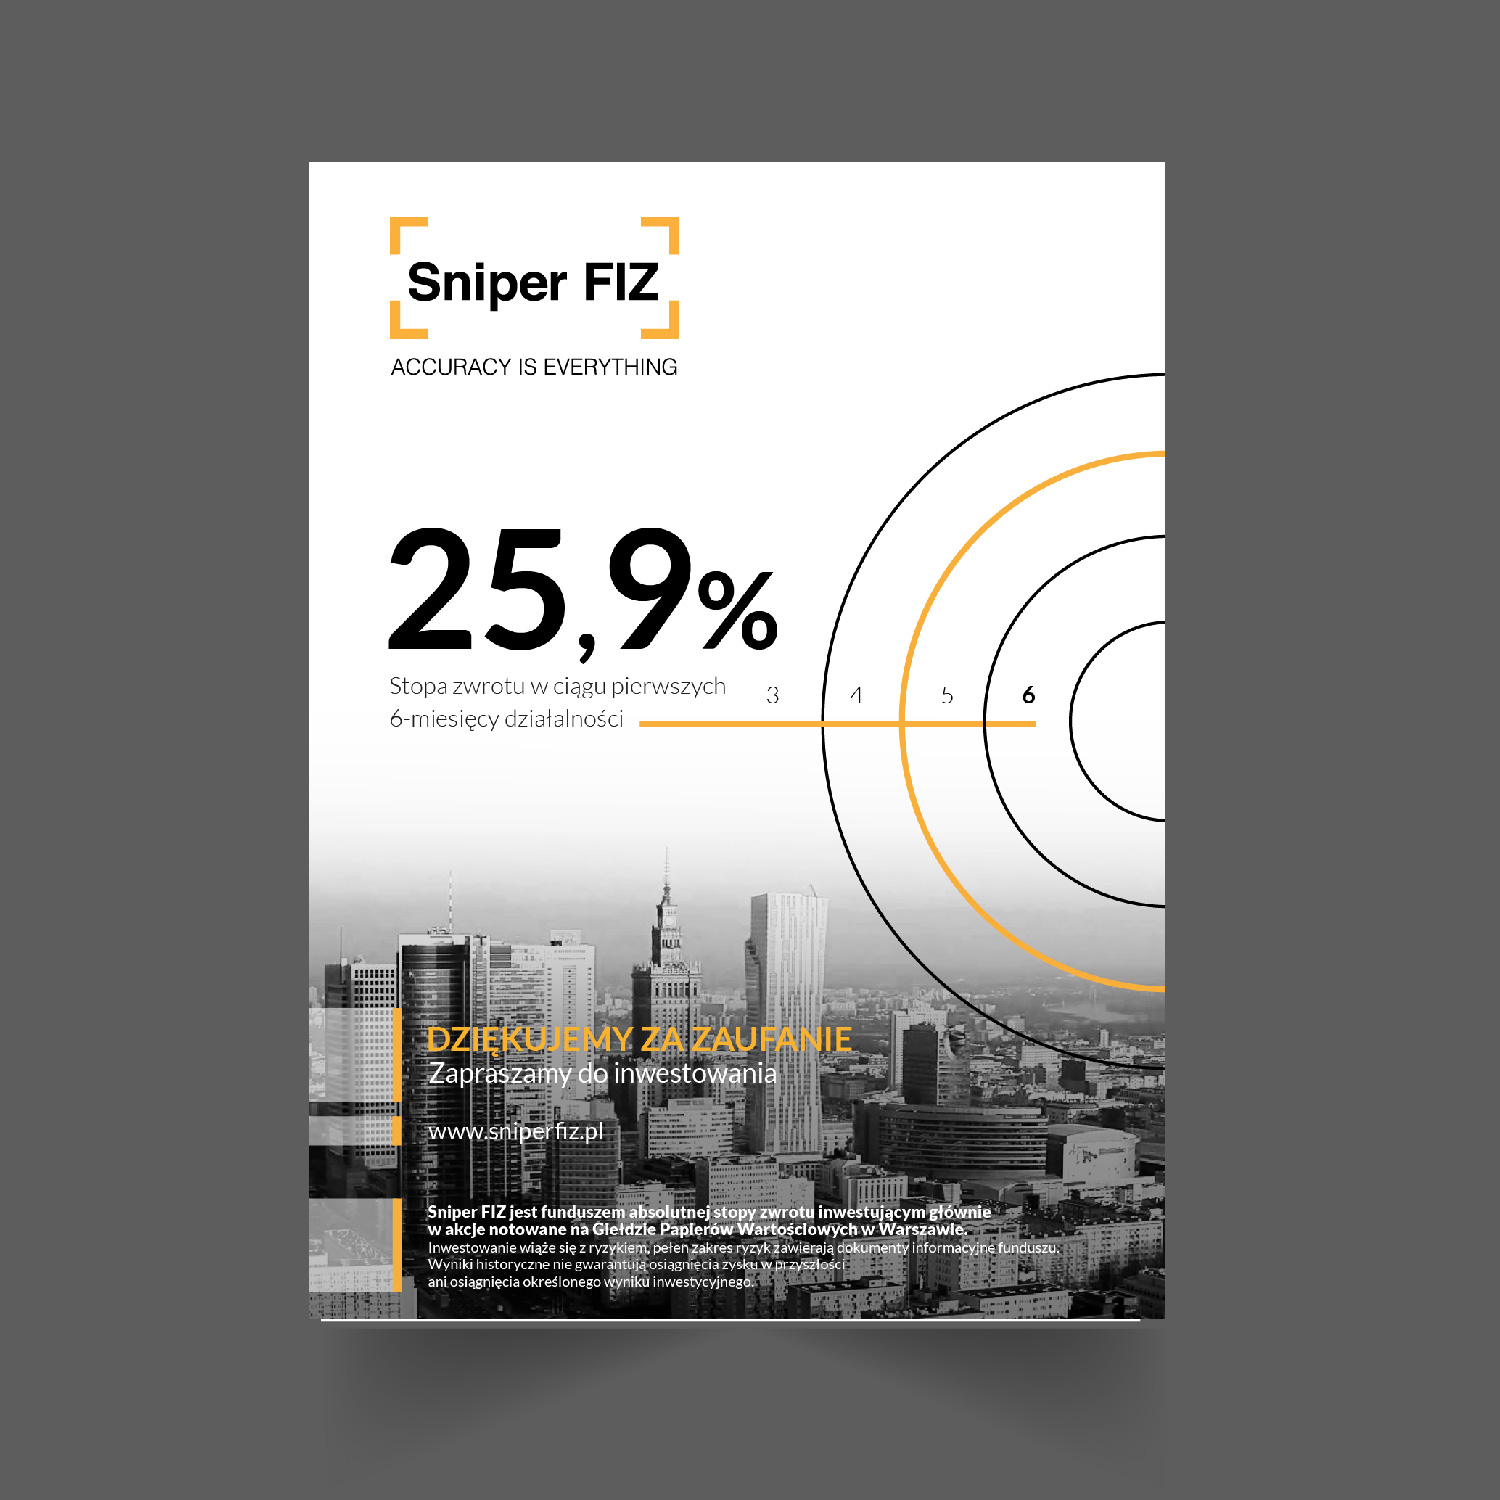 Sniper FIZ
ACCURACY IS EVERYTHING
25,9%
Stopa zwrotu w ciągu pierwszych
6-miesięcy działalności
3 4 5 6
DZIĘKUJEMY ZA ZAUFANIE
Zapraszamy do inwestowania
www.sniperfiz.pl
Sniper FIZ jest funduszem absolutnej stopy zwrotu inwestującym głównie
w akcje notowane na Giełdzie Papierów Wartościowych w Warszawie.
Inwestowanie wiąże się z ryzykiem, pełen zakres ryzyk zawierają dokumenty informacyjne funduszu.
Wyniki historyczne nie gwarantują osiągnięcia zysku w przyszłości
ani osiągnięcia określonego wyniku inwestycyjnego.